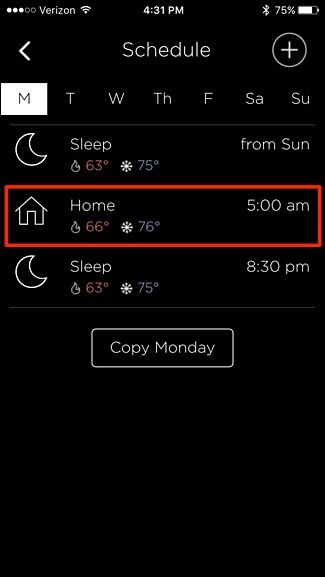 Verizon 4:31 PM 75%
Schedule
M T W Th F Sa Su
Sleep from Sun
63° 75°
Home 5:00 am
66° 76°
Sleep 8:30 pm
63° 75°
Copy Monday